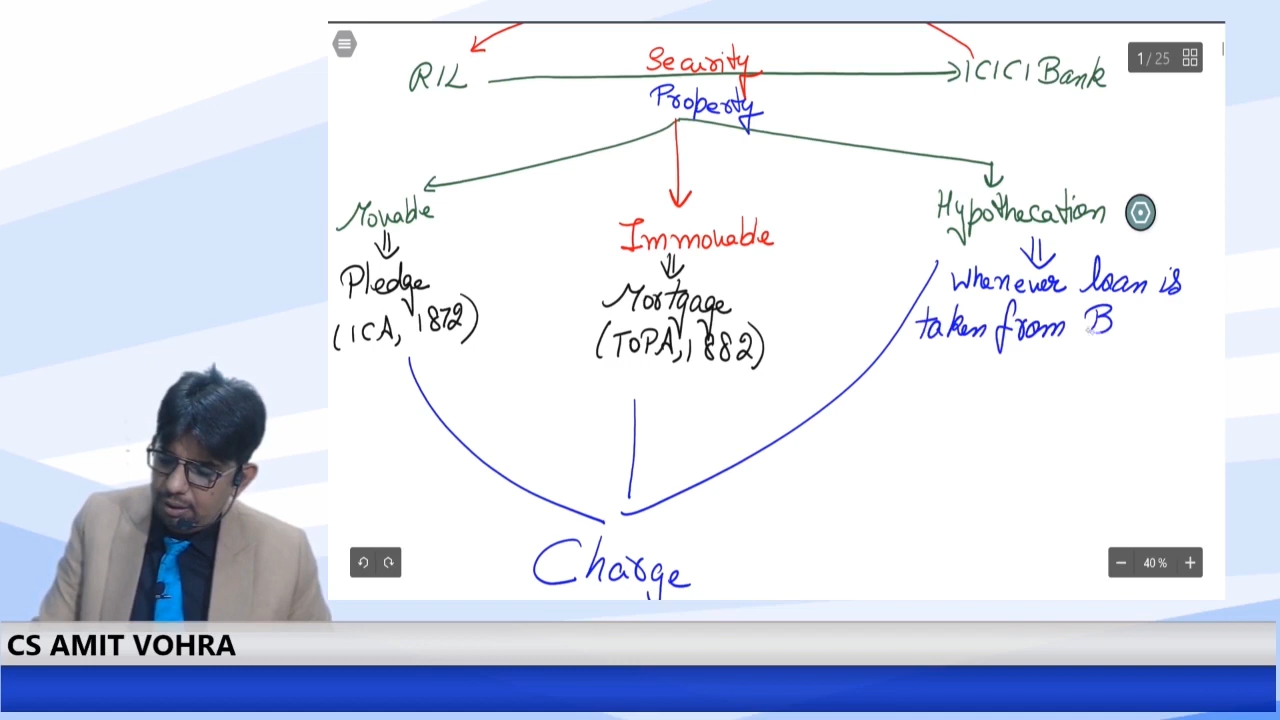 RIL
Security
ICICI Bank
1 / 25
Property
Movable
Immovable
Hypothecation
Pledge
(ICA, 1872)
Mortgage
(TOPA, 1882)
Whenever loan is
taken from B
Charge
40 %
CS AMIT VOHRA